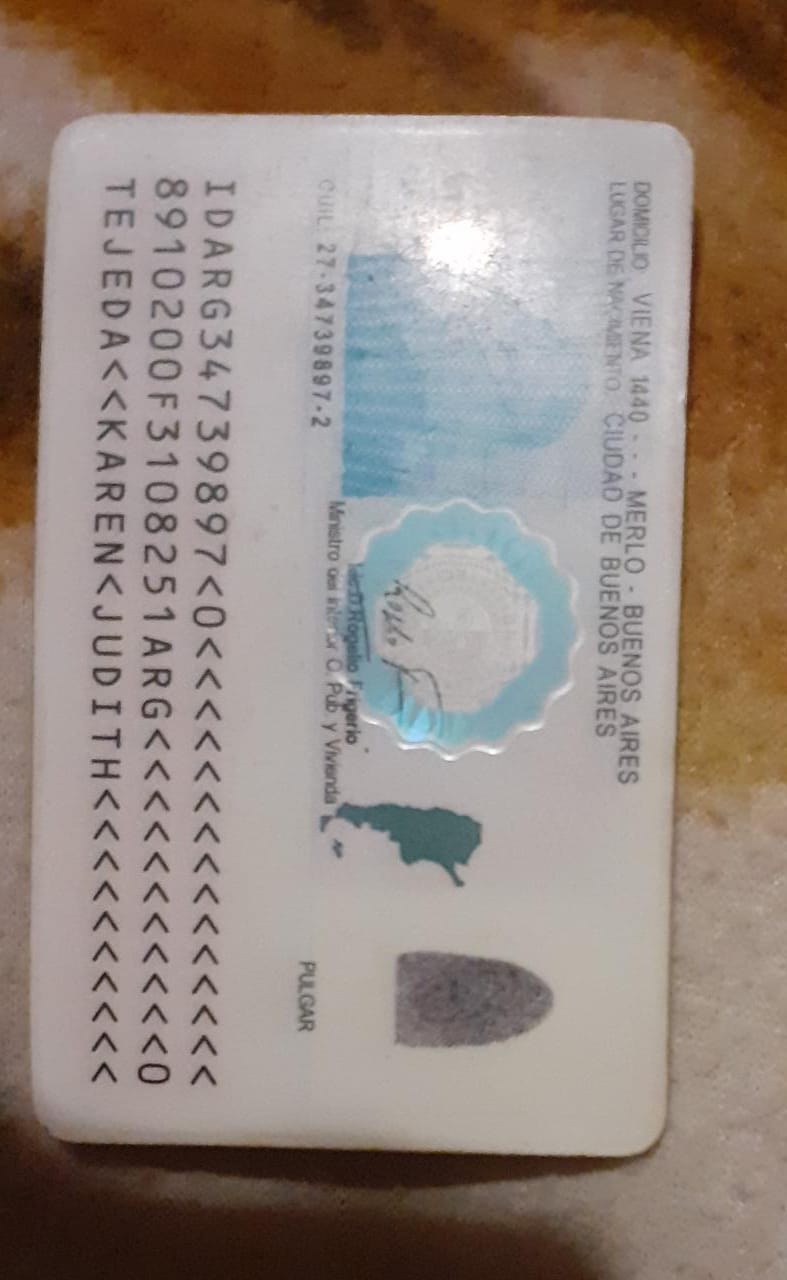 DOMICILIO: VIENA 1440 - - - MERLO - BUENOS AIRES
LUGAR DE NACIMIENTO: CIUDAD DE BUENOS AIRES
CUIL: 27-34739897-2
Rogelio Frigerio
Ministro del Interior O. Pub. y Vivienda
PULGAR
IDARG34739897<0<<<<<<<<<<<<<<<
8910200F3108251ARG<<<<<<<<<<<0
TEJEDA<<KAREN<JUDITH<<<<<<<<<<